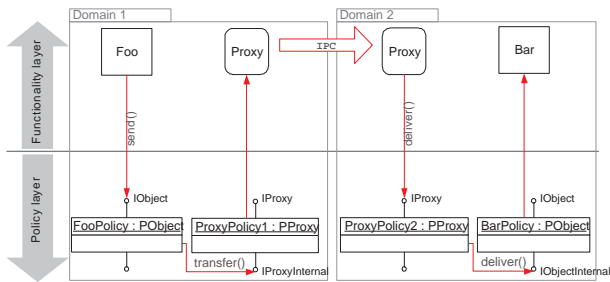 Domain 1
Domain 2
Functionality layer
Foo
Proxy
IPC
Proxy
Bar
send()
deliver()
Policy layer
IObject
IProxy
IProxy
IObject
FooPolicy : PObject
ProxyPolicy1 : PProxy
ProxyPolicy2 : PProxy
BarPolicy : PObject
transfer()
IProxyInternal
deliver()
IObjectInternal